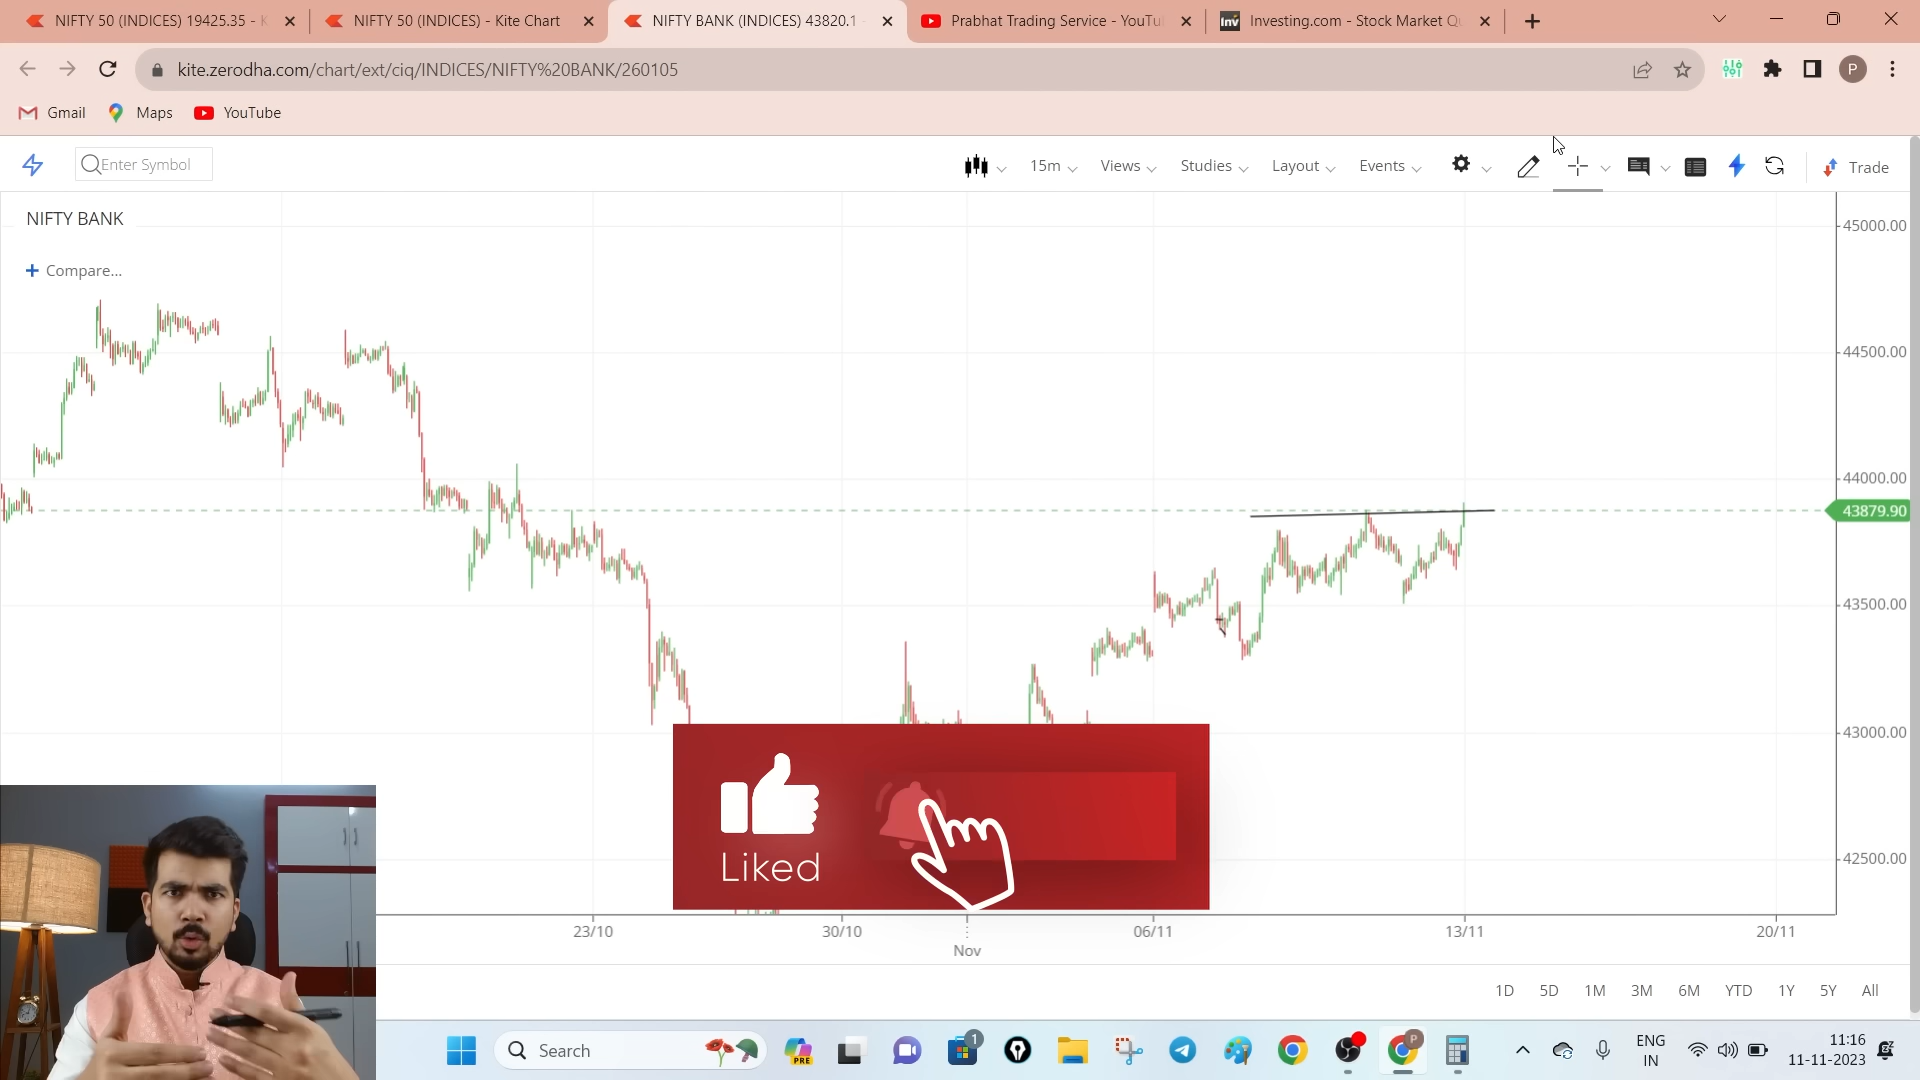 NIFTY 50 (INDICES) 19425.35 - K
NIFTY 50 (INDICES) - Kite Chart
NIFTY BANK (INDICES) 43820.1
Prabhat Trading Service - YouTu
Investing.com - Stock Market Qu
kite.zerodha.com/chart/ext/ciq/INDICES/NIFTY%20BANK/260105
P
Gmail
Maps
YouTube
Enter Symbol
15m
Views
Studies
Layout
Events
Trade
NIFTY BANK
+ Compare...
45000.00
44500.00
44000.00
43879.90
43500.00
43000.00
42500.00
Liked
23/10
30/10
Nov
06/11
13/11
20/11
1D
5D
1M
3M
6M
YTD
1Y
5Y
All
Search
PRE
1
P
ENG
IN
11:16
11-11-2023